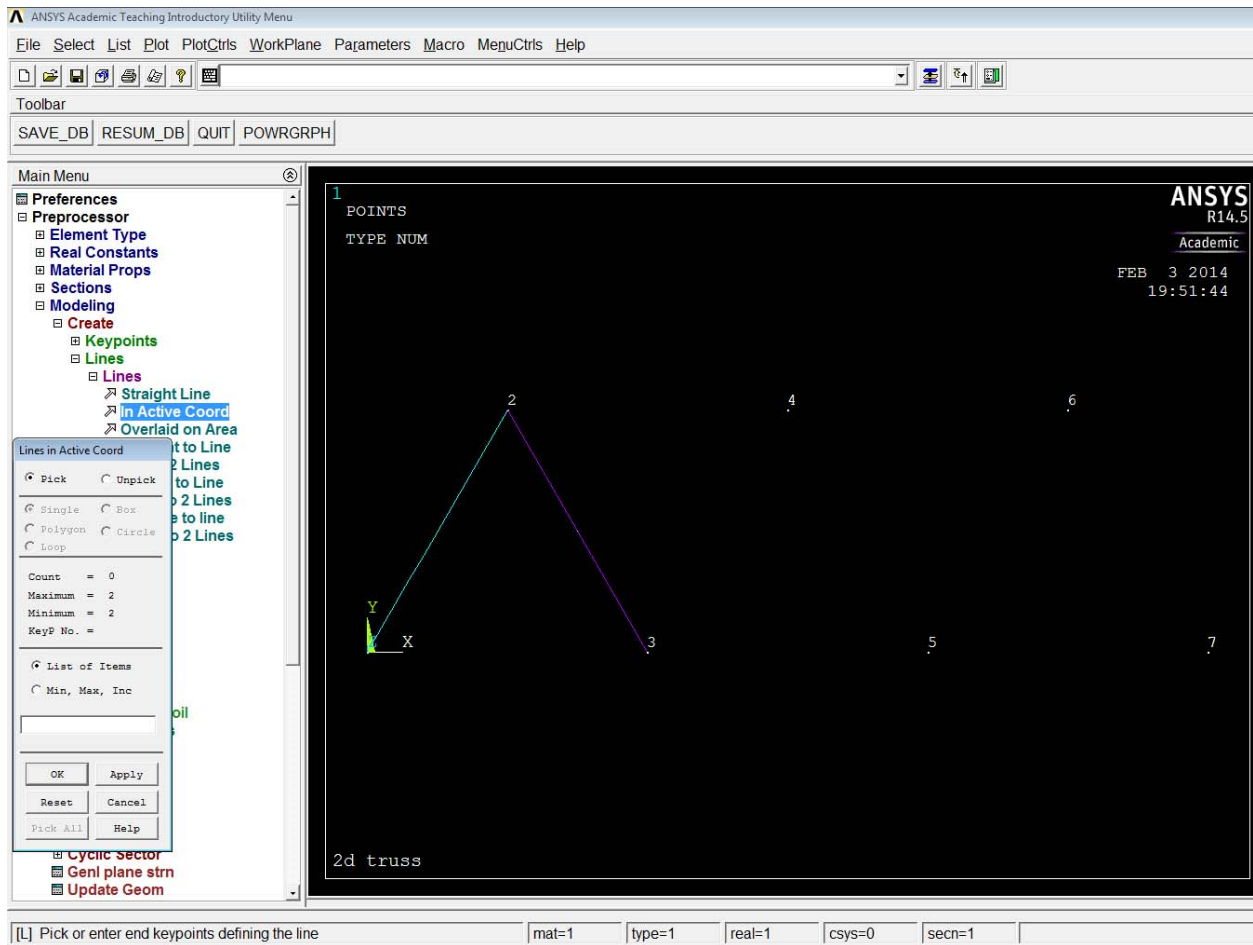 ANSYS Academic Teaching Introductory Utility Menu
File Select List Plot PlotCtrls WorkPlane Parameters Macro MenuCtrls Help
Toolbar
SAVE_DB RESUM_DB QUIT POWRGRPH
Main Menu
Preferences
Preprocessor
Element Type
Real Constants
Material Props
Sections
Modeling
Create
Keypoints
Lines
Lines
Straight Line
In Active Coord
Overlaid on Area
t to Line
2 Lines
to Line
o 2 Lines
e to line
o 2 Lines
oil
Cyclic Sector
Genl plane strn
Update Geom
Lines in Active Coord
Pick Unpick
Single Box
Polygon Circle
Loop
Count = 0
Maximum = 2
Minimum = 2
KeyP No. =
List of Items
Min, Max, Inc
OK Apply
Reset Cancel
Pick All Help
1
POINTS
TYPE NUM
ANSYS
R14.5
Academic
FEB 3 2014
19:51:44
2 4 6
Y
X 3 5 7
2d truss
[L] Pick or enter end keypoints defining the line mat=1 type=1 real=1 csys=0 secn=1